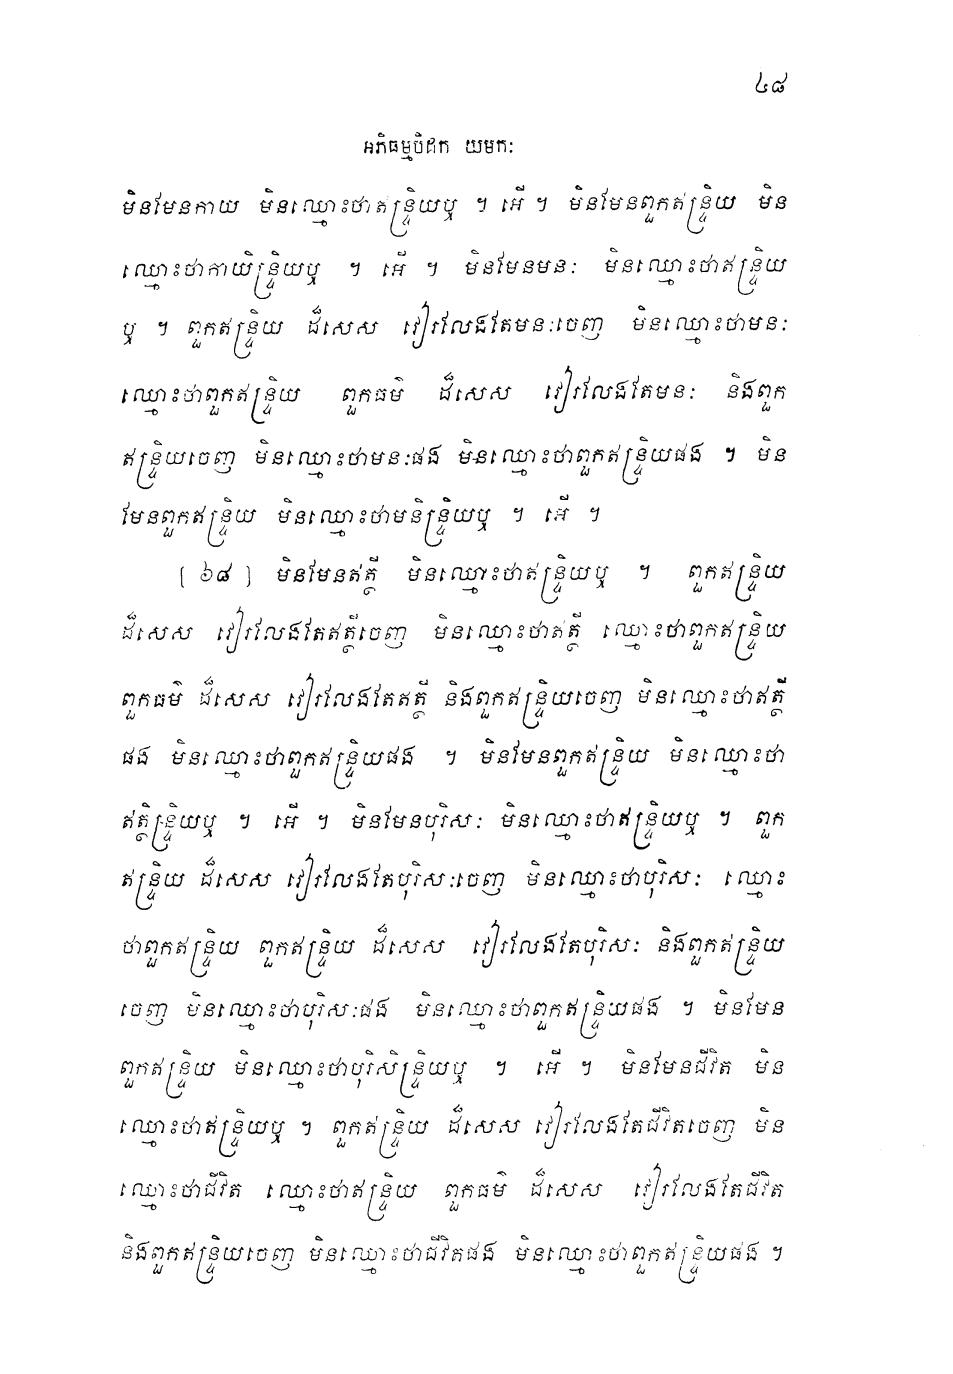 ៤៨
អភិធម្មបិដក យមកៈ
មិនមែនកាយ មិនឈ្មោះថាឥន្ទ្រិយឬ ។ អើ ។ មិនមែនពួកឥន្ទ្រិយ មិន
ឈ្មោះថាកាយិន្ទ្រិយឬ ។ អើ ។ មិនមែនមនៈ មិនឈ្មោះថាឥន្ទ្រិយ
ឬ ។ ពួកឥន្ទ្រិយ ដ៏សេស វៀរលែងតែមនៈចេញ មិនឈ្មោះថាមនៈ
ឈ្មោះថាពួកឥន្ទ្រិយ ពួកធម៌ ដ៏សេស វៀរលែងតែមនៈ និងពួក
ឥន្ទ្រិយចេញ មិនឈ្មោះថាមនៈផង មិនឈ្មោះថាពួកឥន្ទ្រិយផង ។ មិន
មែនពួកឥន្ទ្រិយ មិនឈ្មោះថាមនិន្ទ្រិយឬ ។ អើ ។
[ ៦៨ ] មិនមែនឥត្ថី មិនឈ្មោះថាឥន្ទ្រិយឬ ។ ពួកឥន្ទ្រិយ
ដ៏សេស វៀរលែងតែឥត្ថីចេញ មិនឈ្មោះថាឥត្ថី ឈ្មោះថាពួកឥន្ទ្រិយ
ពួកធម៌ ដ៏សេស វៀរលែងតែឥត្ថី និងពួកឥន្ទ្រិយចេញ មិនឈ្មោះថាឥត្ថី
ផង មិនឈ្មោះថាពួកឥន្ទ្រិយផង ។ មិនមែនពួកឥន្ទ្រិយ មិនឈ្មោះថា
ឥត្ថិន្ទ្រិយឬ ។ អើ ។ មិនមែនបុរិសៈ មិនឈ្មោះថាឥន្ទ្រិយឬ ។ ពួក
ឥន្ទ្រិយ ដ៏សេស វៀរលែងតែបុរិសៈចេញ មិនឈ្មោះថាបុរិសៈ ឈ្មោះ
ថាពួកឥន្ទ្រិយ ពួកឥន្ទ្រិយ ដ៏សេស វៀរលែងតែបុរិសៈ និងពួកឥន្ទ្រិយ
ចេញ មិនឈ្មោះថាបុរិសៈផង មិនឈ្មោះថាពួកឥន្ទ្រិយផង ។ មិនមែន
ពួកឥន្ទ្រិយ មិនឈ្មោះថាបុរិសិន្ទ្រិយឬ ។ អើ ។ មិនមែនជីវិត មិន
ឈ្មោះថាឥន្ទ្រិយឬ ។ ពួកឥន្ទ្រិយ ដ៏សេស វៀរលែងតែជីវិតចេញ មិន
ឈ្មោះថាជីវិត ឈ្មោះថាឥន្ទ្រិយ ពួកធម៌ ដ៏សេស វៀរលែងតែជីវិត
និងពួកឥន្ទ្រិយចេញ មិនឈ្មោះថាជីវិតផង មិនឈ្មោះថាពួកឥន្ទ្រិយផង ។